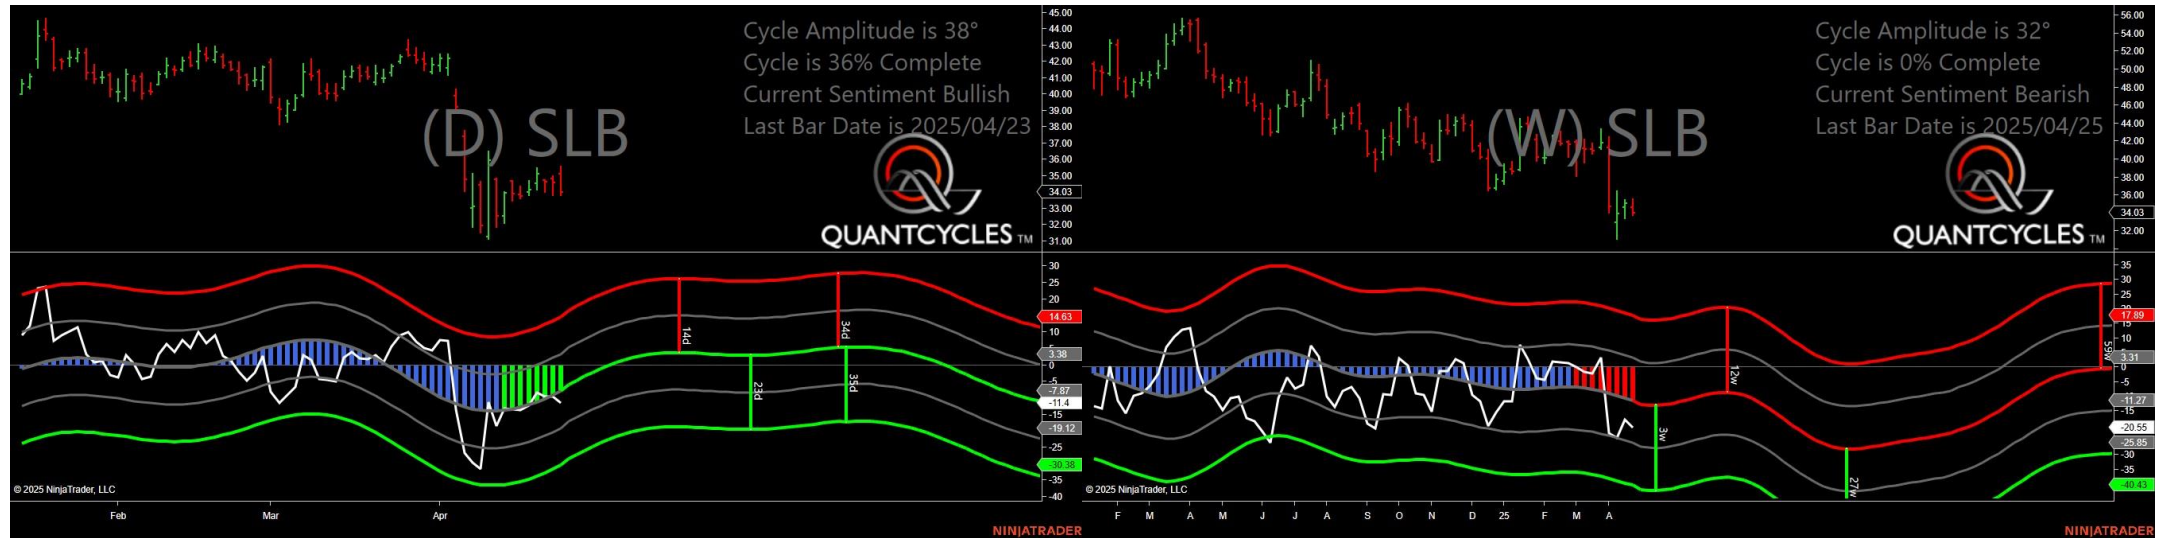 Cycle Amplitude is 38°
Cycle is 36% Complete
Current Sentiment Bullish
Last Bar Date is 2025/04/23
(D) SLB
QUANTCYCLES TM
45.00
44.00
43.00
42.00
41.00
40.00
39.00
38.00
37.00
36.00
35.00
34.03
33.00
32.00
31.00
30
25
20
14.63
10
5
3.38
0
-5
-7.87
-11.4
-15
-19.12
-25
-30.38
-35
-40
14d
23d
34d
35d
© 2025 NinjaTrader, LLC
Feb Mar Apr
NINJATRADER
Cycle Amplitude is 32°
Cycle is 0% Complete
Current Sentiment Bearish
Last Bar Date is 2025/04/25
(W) SLB
QUANTCYCLES TM
56.00
54.00
52.00
50.00
48.00
46.00
44.00
42.00
40.00
38.00
36.00
34.03
32.00
35
30
25
20
17.89
15
10
3.31
0
-5
-11.27
-15
-20.55
-25.85
-30
-35
-40.43
3w
12w
27w
59w
© 2025 NinjaTrader, LLC
F M A M J J A S O N D 25 F M A
NINJATRADER